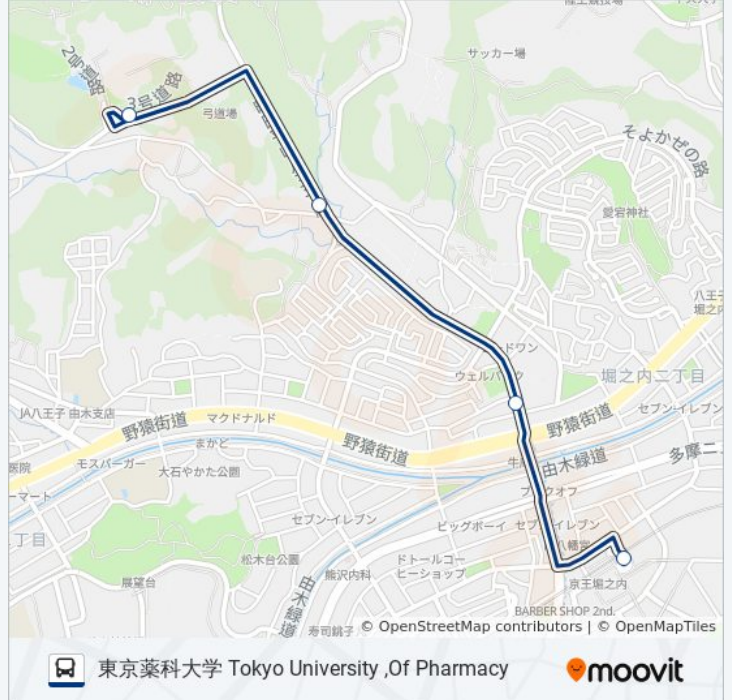 サッカー場
2号道路
3号道路
弓道場
そよかぜの路
愛宕神社
八王子
堀之内
ドワン
ウェルパーク
堀之内二丁目
JA八王子 由木支店
野猿街道
マクドナルド
野猿街道
セブン-イレブン
まかど
野猿街道
モスバーガー
大石やかた公園
由木緑道
多摩ニュ
ーマート
ブックオフ
セブン-イレブン
ビッグボーイ
セブン-イレブン
八幡宮
丁目
松木台公園
熊沢内科
ドトールコー
ヒーショップ
展望台
由木緑道
京王堀之内
BARBER SHOP 2nd.
寿司銚子
© OpenStreetMap contributors | © OpenMapTiles
東京薬科大学 Tokyo University ,Of Pharmacy
moovit